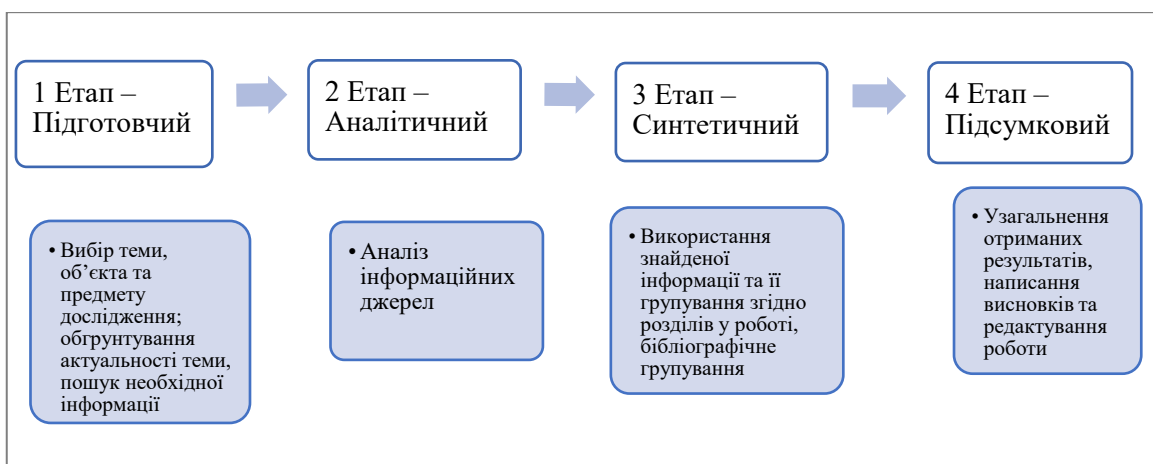 1 Етап –
Підготовчий
2 Етап –
Аналітичний
3 Етап –
Синтетичний
4 Етап –
Підсумковий
• Вибір теми,
об’єкта та
предмету
дослідження;
обгрунтування
актуальності теми,
пошук необхідної
інформації
• Аналіз
інформаційних
джерел
• Використання
знайденої
інформації та її
групування згідно
розділів у роботі,
бібліографічне
групування
• Узагальнення
отриманих
результатів,
написання
висновків та
редактування
роботи